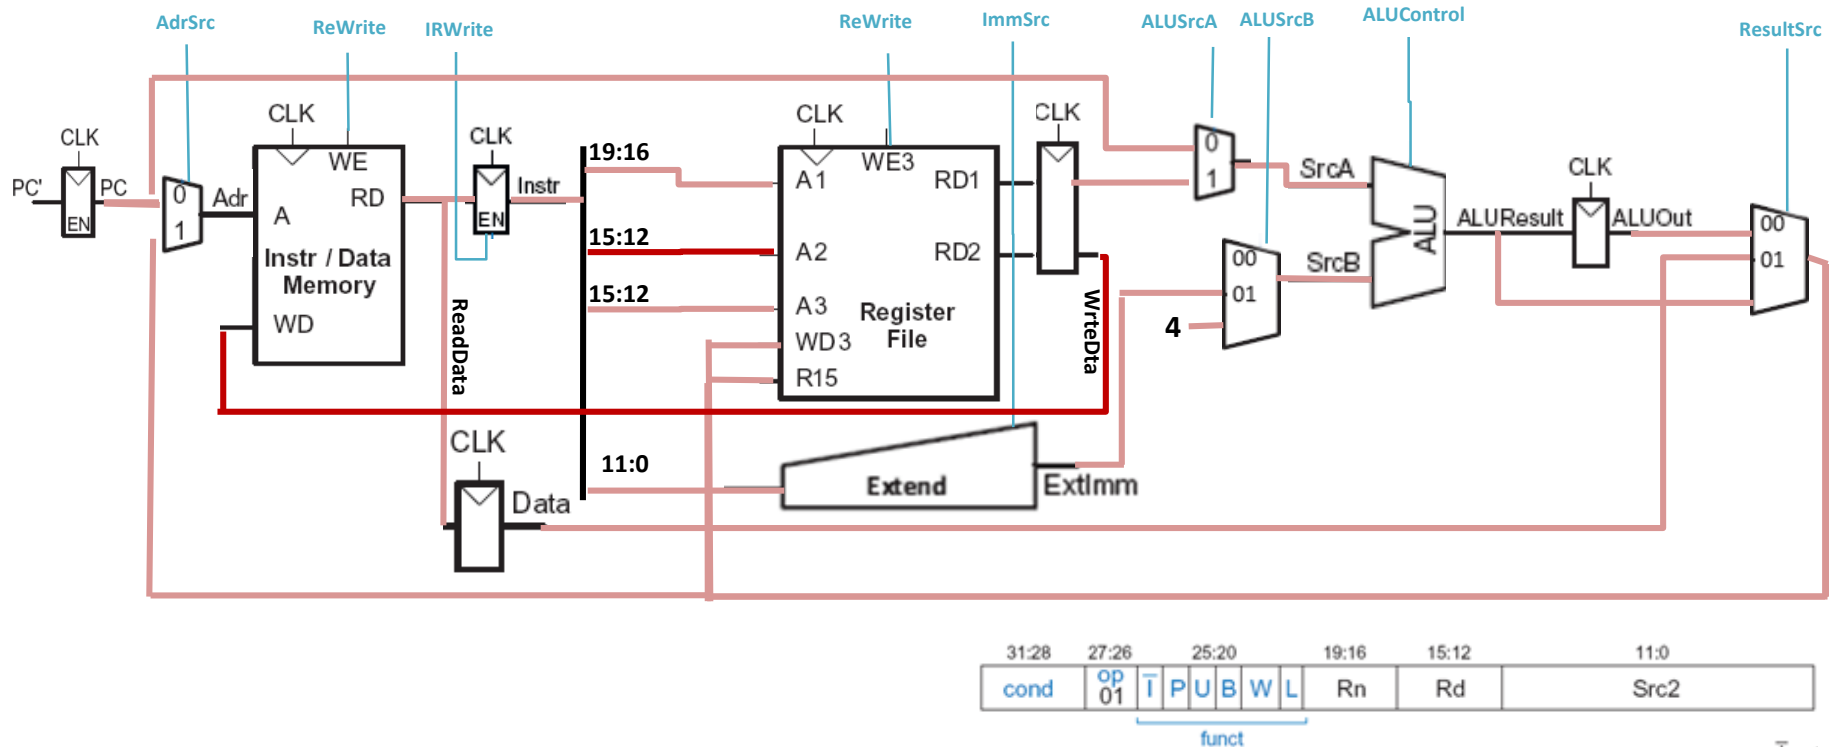 AdrSrc
ReWrite
IRWrite
ReWrite
ImmSrc
ALUSrcA
ALUSrcB
ALUControl
ResultSrc
CLK
PC'
PC
EN
0
1
Adr
CLK
WE
RD
A
Instr / Data
Memory
WD
CLK
EN
Instr
ReadData
CLK
Data
19:16
15:12
15:12
11:0
CLK
WE3
A1
RD1
A2
RD2
A3
Register
File
WD3
R15
Extend
ExtImm
CLK
WrteDta
0
1
SrcA
00
01
4
SrcB
ALU
ALUResult
CLK
ALUOut
00
01
31:28 27:26 25:20 19:16 15:12 11:0
cond op 01 I P U B W L Rn Rd Src2
funct